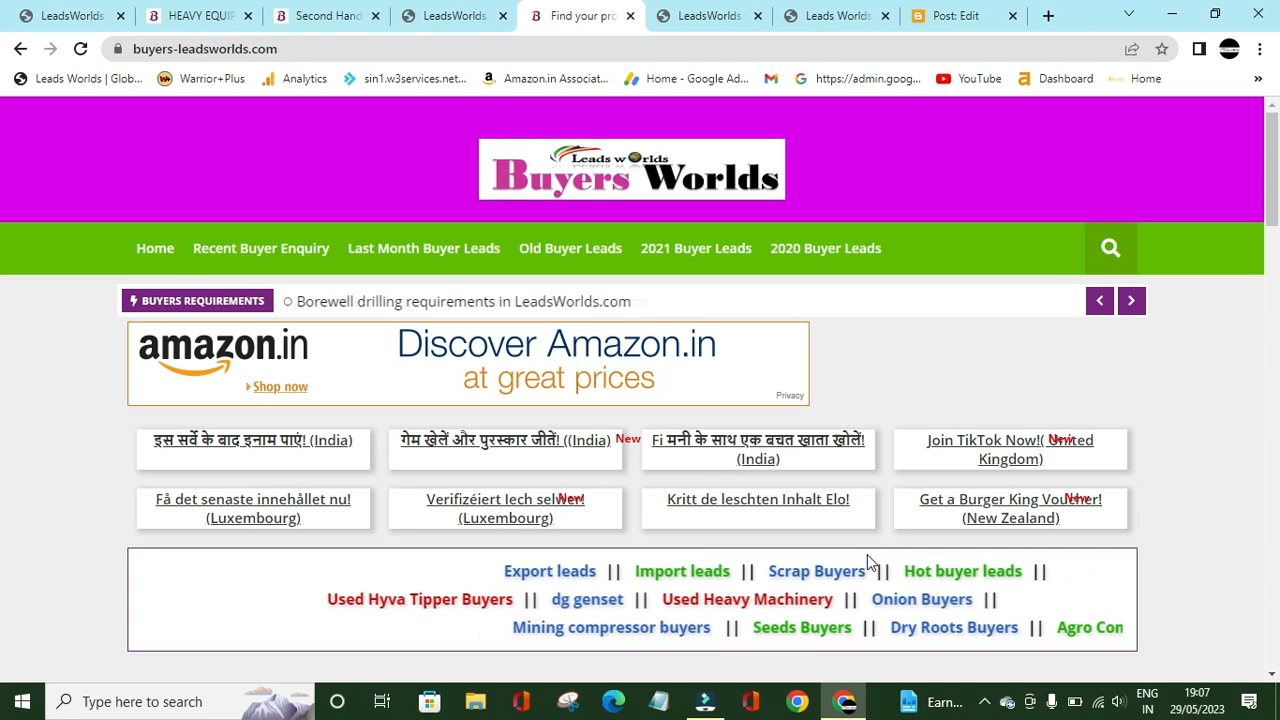 LeadsWorlds
HEAVY EQUIP
Second Hand
LeadsWorlds
Find your pro
LeadsWorlds
Leads Worlds
Post: Edit
buyers-leadsworlds.com
Leads Worlds | Glob...
Warrior+Plus
Analytics
sin1.w3services.net...
Amazon.in Associat...
Home - Google Ad...
https://admin.goog...
YouTube
Dashboard
Home
»
Leads worlds
Buyers Worlds
Home
Recent Buyer Enquiry
Last Month Buyer Leads
Old Buyer Leads
2021 Buyer Leads
2020 Buyer Leads
BUYERS REQUIREMENTS
Borewell drilling requirements in LeadsWorlds.com
amazon.in
Shop now
Discover Amazon.in
at great prices
Privacy
इस सर्वे के बाद इनाम पाएं! (India)
गेम खेलें और पुरस्कार जीतें! ((India)
New
Fi मनी के साथ एक बचत खाता खोलें!
(India)
Join TikTok Now!( United
Kingdom)
New
Få det senaste innehållet nu!
(Luxembourg)
Verifizéiert Iech selwer!
(Luxembourg)
New
Kritt de leschten Inhalt Elo!
Get a Burger King Voucher!
(New Zealand)
New
Export leads || Import leads || Scrap Buyers || Hot buyer leads ||
Used Hyva Tipper Buyers || dg genset || Used Heavy Machinery || Onion Buyers ||
Mining compressor buyers || Seeds Buyers || Dry Roots Buyers || Agro Com
Type here to search
Earn...
ENG
IN
19:07
29/05/2023